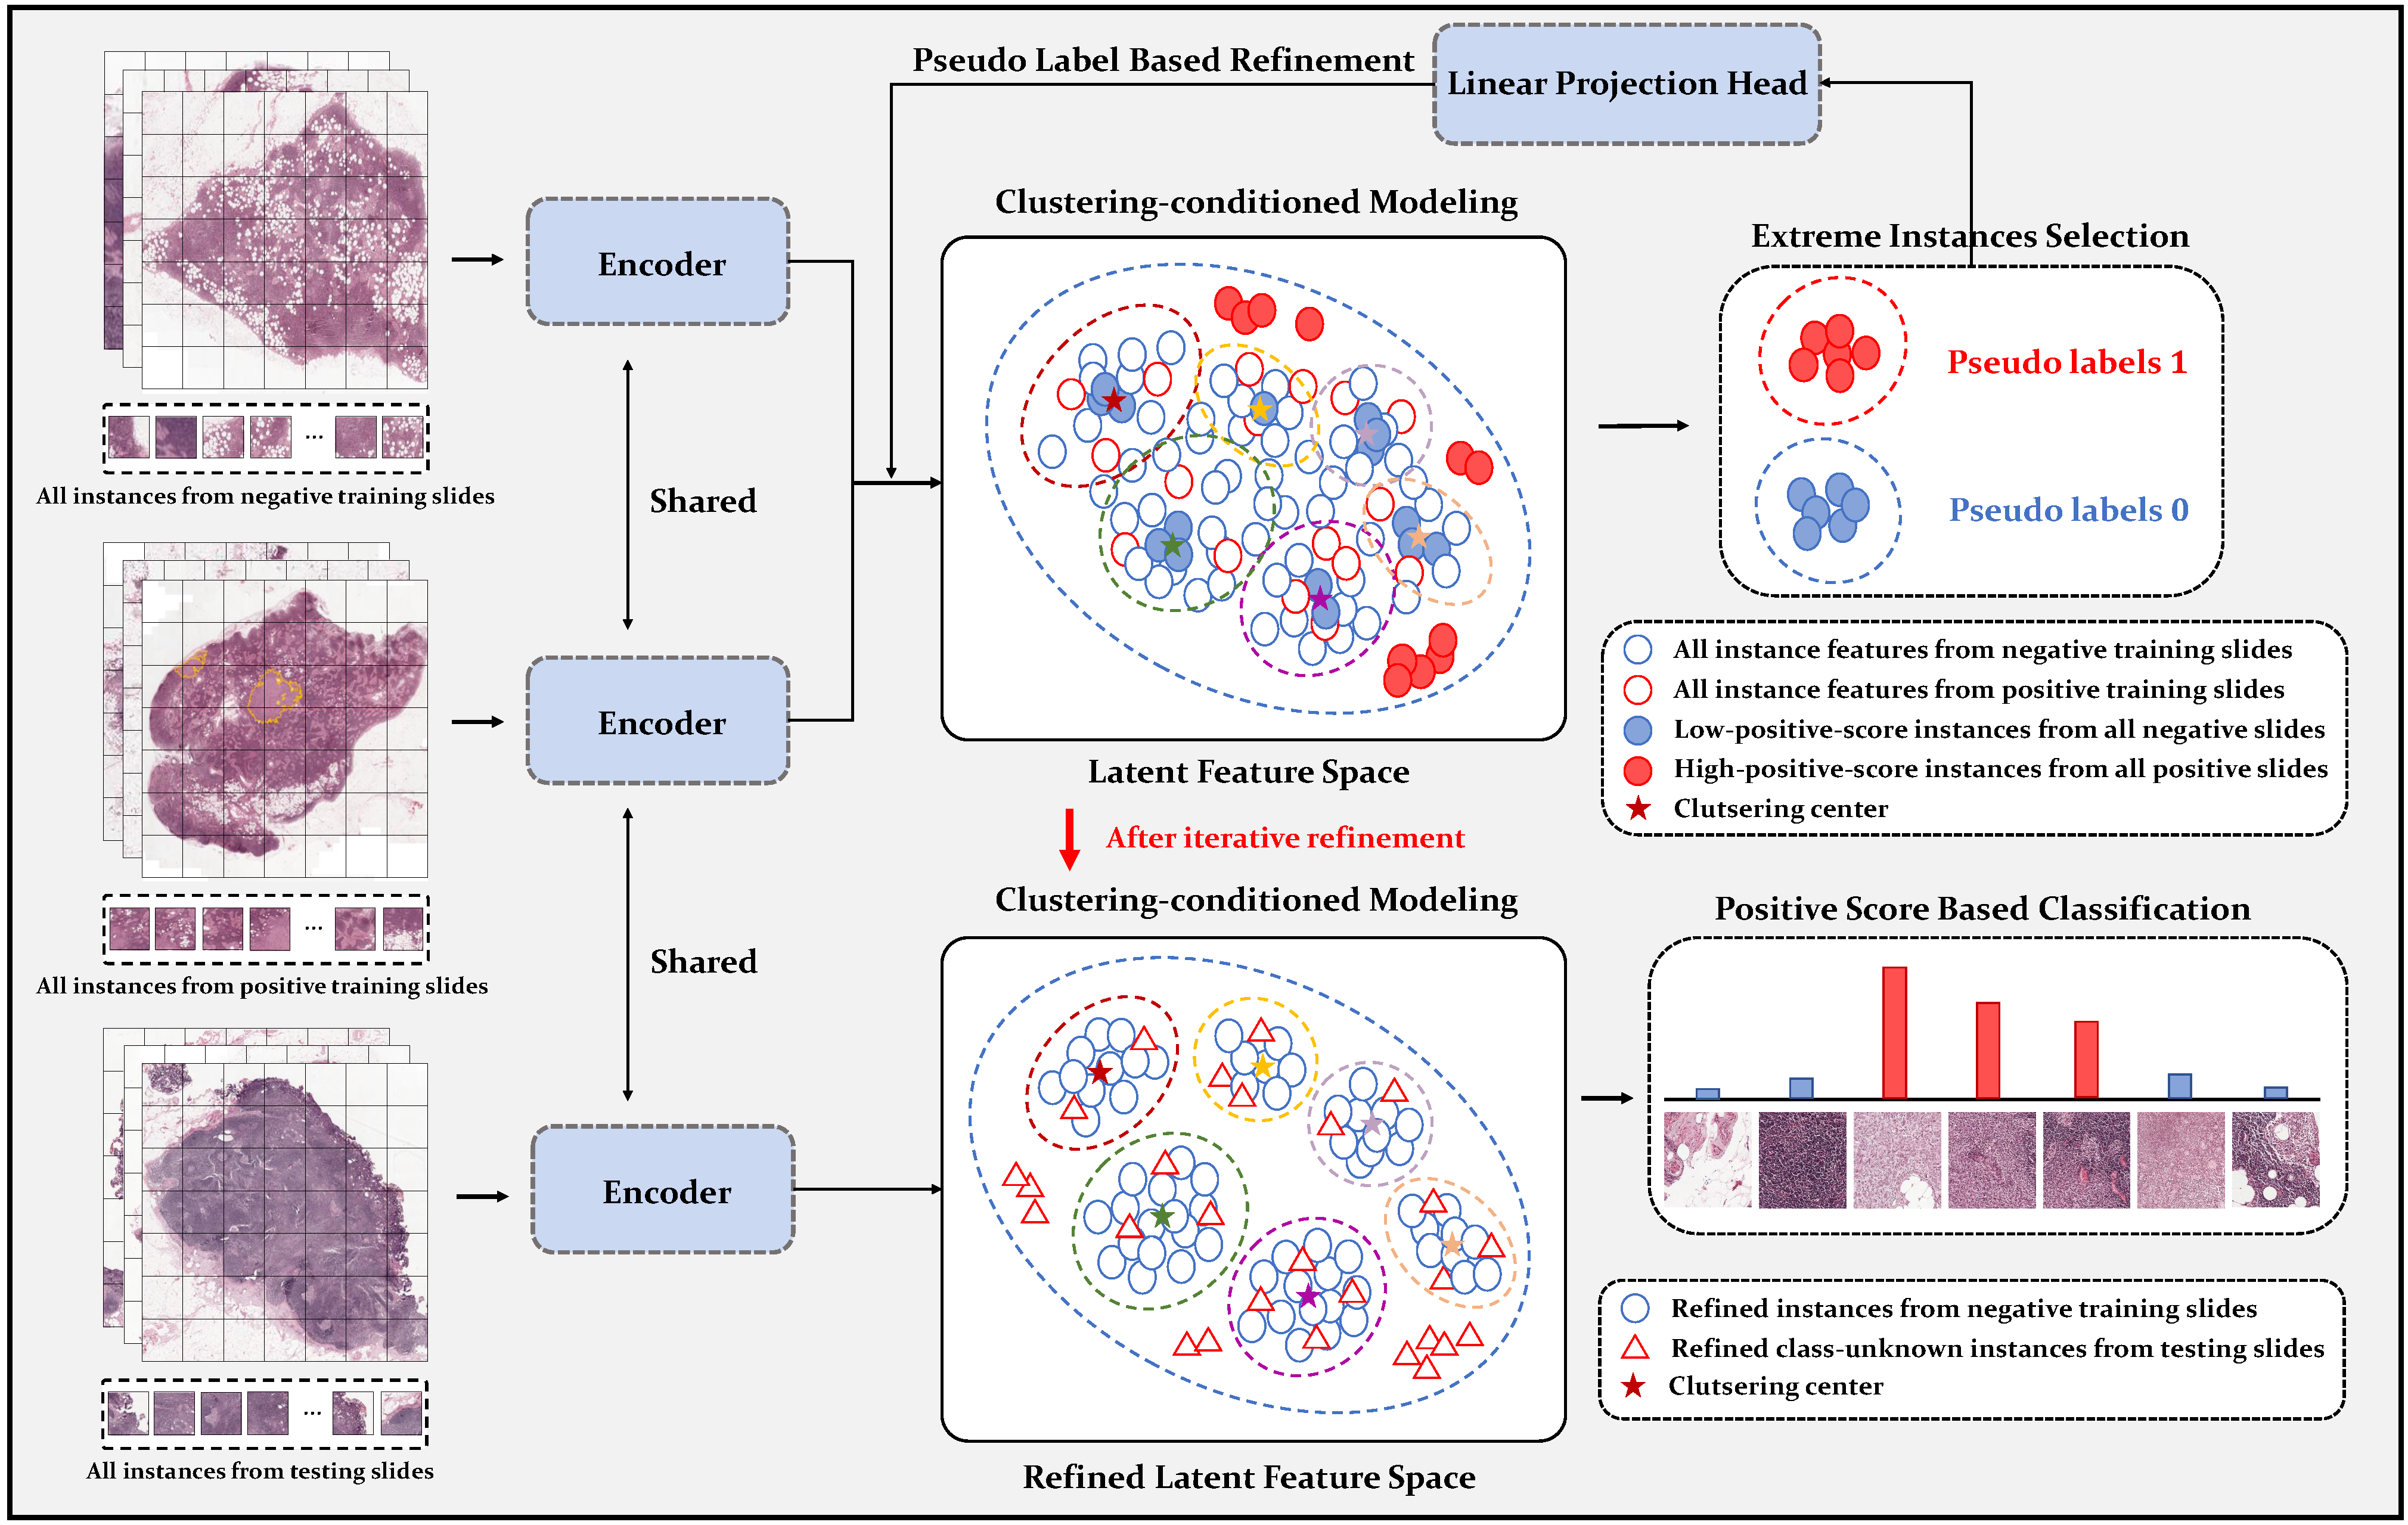 Pseudo Label Based Refinement
Linear Projection Head
Clustering-conditioned Modeling
Extreme Instances Selection
Encoder
Pseudo labels 1
...
All instances from negative training slides
Shared
Pseudo labels 0
All instance features from negative training slides
All instance features from positive training slides
Low-positive-score instances from all negative slides
High-positive-score instances from all positive slides
Clutsering center
Encoder
Latent Feature Space
After iterative refinement
Clustering-conditioned Modeling
Positive Score Based Classification
...
All instances from positive training slides
Shared
Encoder
Refined instances from negative training slides
Refined class-unknown instances from testing slides
Clutsering center
...
All instances from testing slides
Refined Latent Feature Space